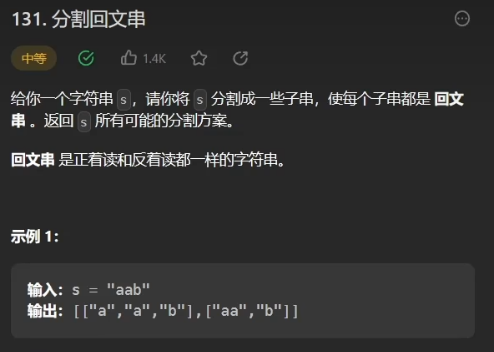 131. 分割回文串
中等 1.4K
给你一个字符串 s，请你将 s 分割成一些子串，使每个子串都是 回文
串 。返回 s 所有可能的分割方案。
回文串 是正着读和反着读都一样的字符串。
示例 1：
输入：s = "aab"
输出：[["a","a","b"],["aa","b"]]